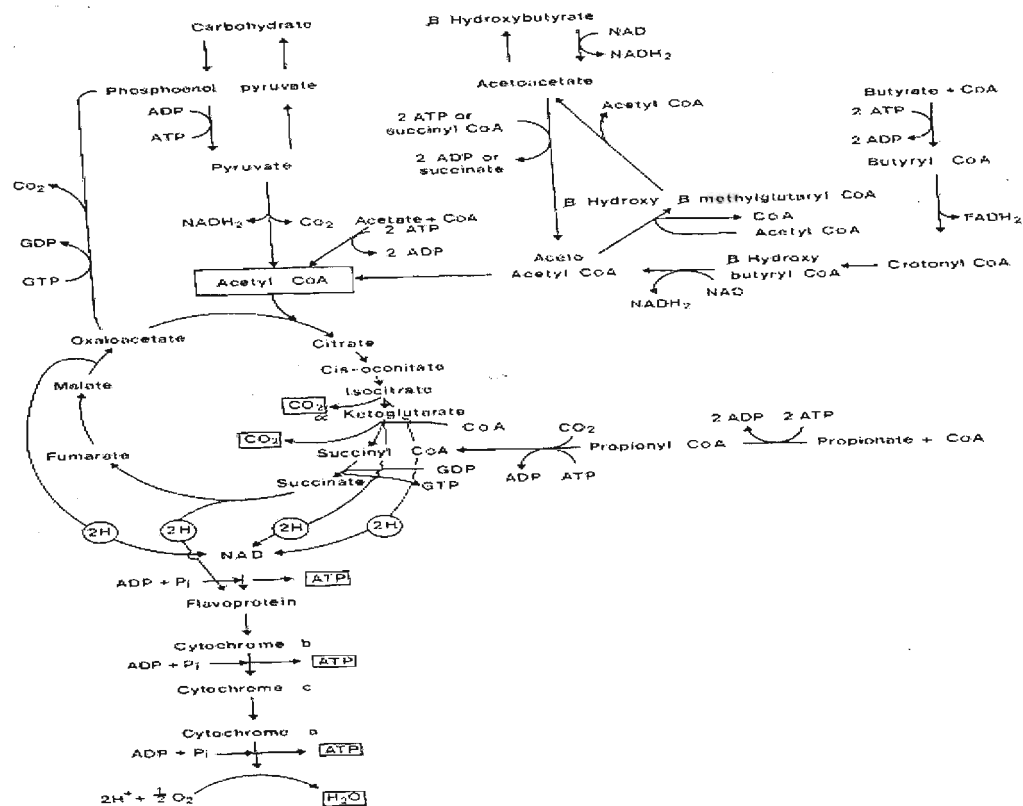 Carbohydrate
β Hydroxybutyrate
NAD
NADH₂
Phosphoenol pyruvate
Acetoacetate
Butyrate + CoA
ADP
ATP
2 ATP or
succinyl CoA
2 ADP or
succinate
Acetyl CoA
2 ATP
2 ADP
Butyryl CoA
Pyruvate
Co₂
NADH₂
Co₂
Acetate + CoA
2 ATP
2 ADP
β Hydroxy β methylglutaryl CoA
CoA
Acetyl CoA
FADH₂
GDP
GTP
Acetyl CoA
Aceto
Acetyl CoA
β Hydroxy
butyryl CoA
Crotonyl CoA
NADH₂
NAD
Oxaloacetate
Citrate
Cis-oconitate
Malate
Isocitrate
CO₂
∝ Ketoglutarate
CO₂
CoA
2 ADP
2 ATP
CO₂
Fumarate
Succinyl CoA
Propionyl CoA
Propionate + CoA
GDP
ADP
ATP
Succinate
GTP
2H
2H
2H
2H
NAD
ADP + Pi
ATP
Flavoprotein
Cytochrome b
ADP + Pi
ATP
Cytochrome c
Cytochrome a
ADP + Pi
ATP
2H⁺ + ½ O₂
H₂O